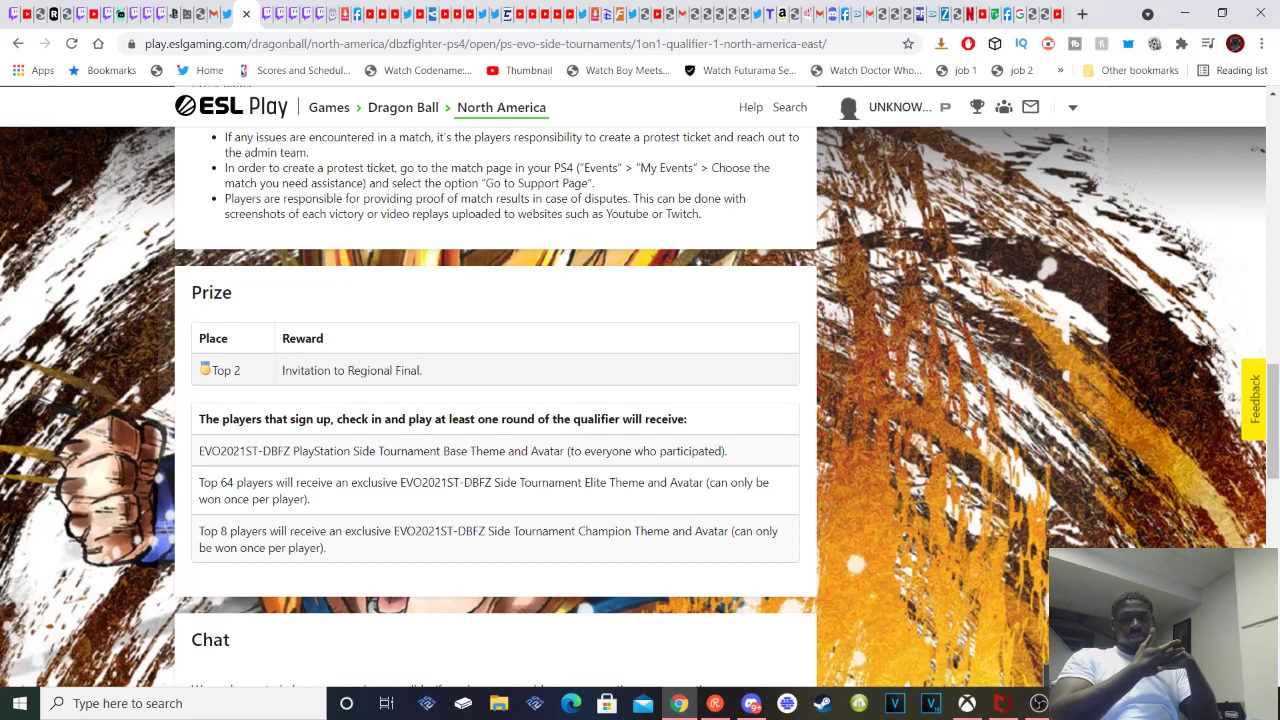 play.eslgaming.com/dragonball/north-america/dbzfighter-ps4/open/psevoside-tournaments/1on1-qualifier-1-north-america-east/
Apps
Bookmarks
Home
Scores and Schedul...
Watch Codename:...
Thumbnail
Watch Boy Meets...
Watch Futurama Se...
Watch Doctor Who...
job 1
job 2
»
Other bookmarks
Reading list
ESL Play
Games > Dragon Ball > North America
Help
Search
UNKNOW...
If any issues are encountered in a match, it's the players responsibility to create a protest ticket and reach out to
the admin team.
In order to create a protest ticket, go to the match page in your PS4 (“Events” > “My Events” > Choose the
match you need assistance) and select the option “Go to Support Page”.
Players are responsible for providing proof of match results in case of disputes. This can be done with
screenshots of each victory or video replays uploaded to websites such as Youtube or Twitch.
Prize
Place Reward
Top 2 Invitation to Regional Final.
The players that sign up, check in and play at least one round of the qualifier will receive:
EVO2021ST-DBFZ PlayStation Side Tournament Base Theme and Avatar (to everyone who participated).
Top 64 players will receive an exclusive EVO2021ST-DBFZ Side Tournament Elite Theme and Avatar (can only be
won once per player).
Top 8 players will receive an exclusive EVO2021ST-DBFZ Side Tournament Champion Theme and Avatar (can only
be won once per player).
Feedback
Chat
Type here to search